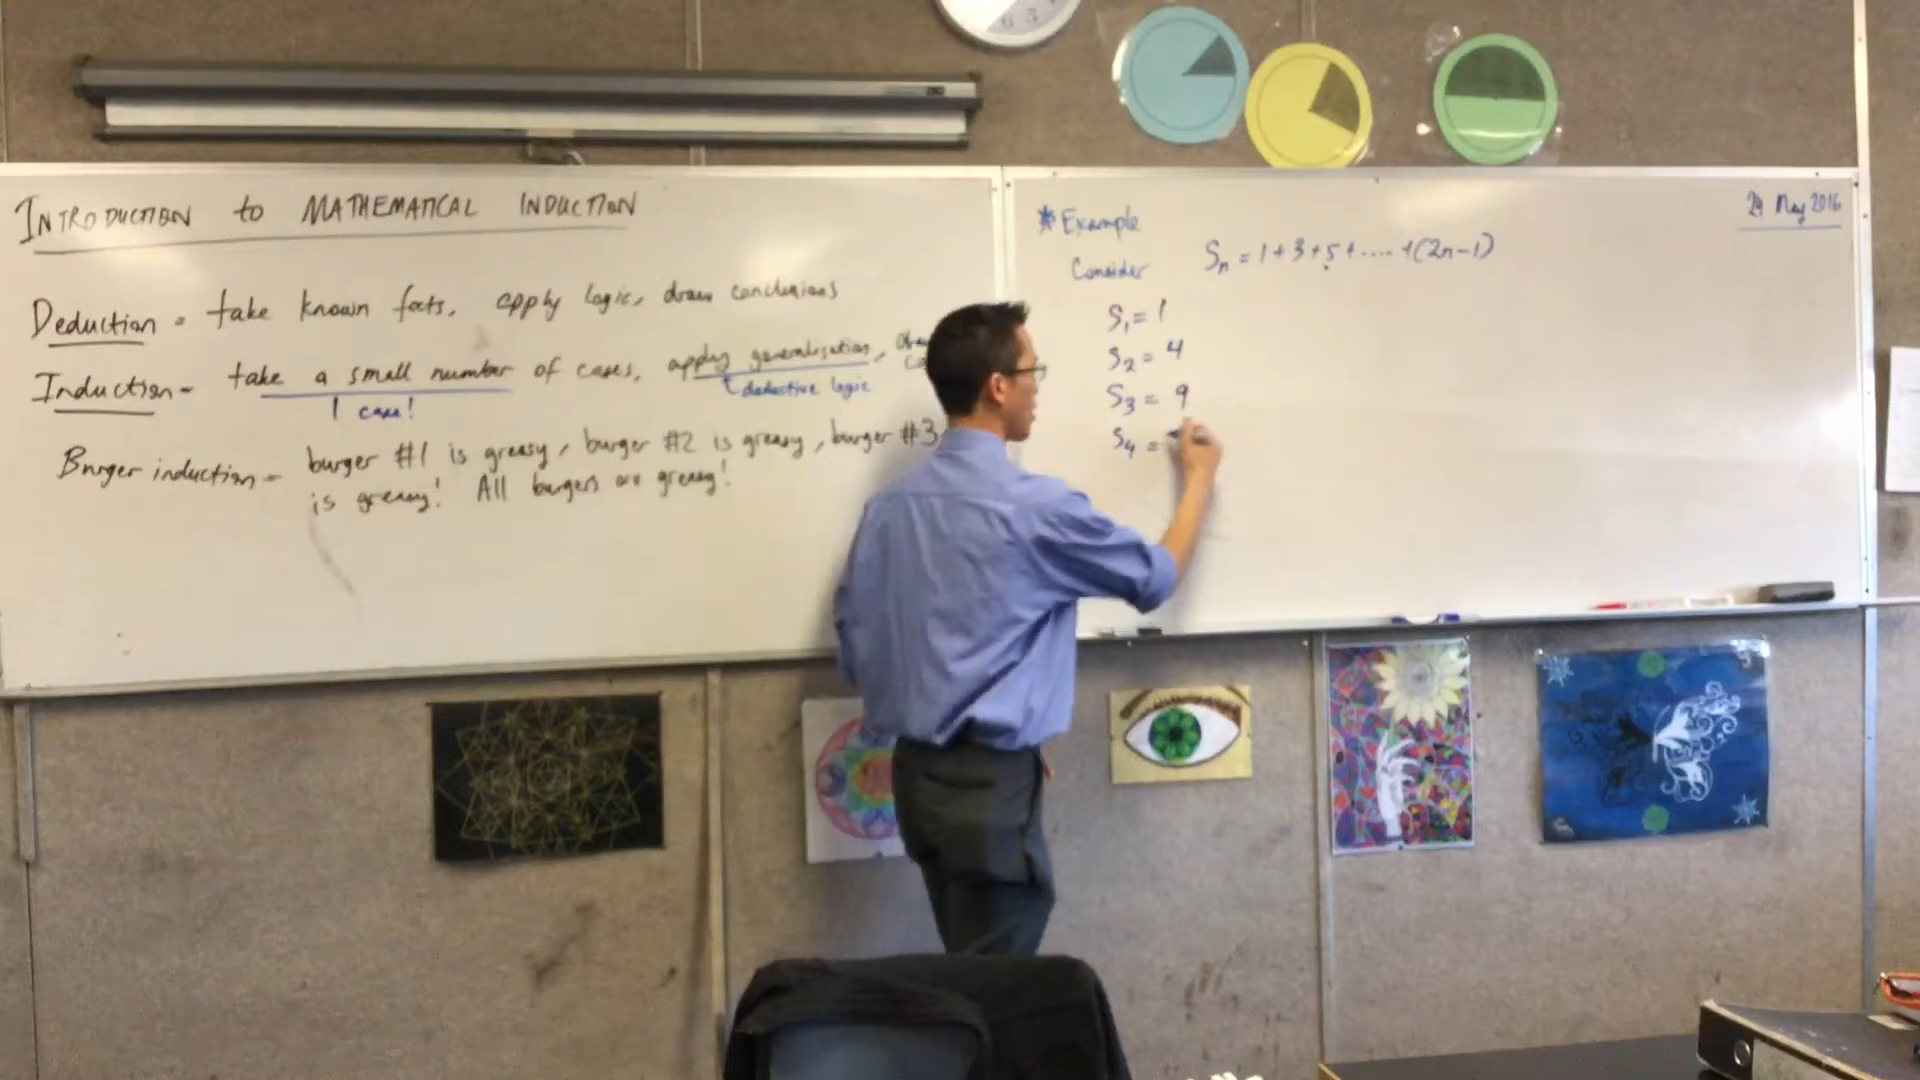 INTRODUCTION to MATHEMATICAL INDUCTION
Deduction = take known facts, apply logic, draw conclusions
Induction = take a small number of cases, apply generalisation,
1 case!
deductive logic
Burger induction = burger #1 is greasy, burger #2 is greasy, burger #3
is greasy! All burgers are greasy!
29 May 2016
* Example
Consider Sₙ = 1 + 3 + 5 + ..... + (2n-1)
S₁ = 1
S₂ = 4
S₃ = 9
S₄ =